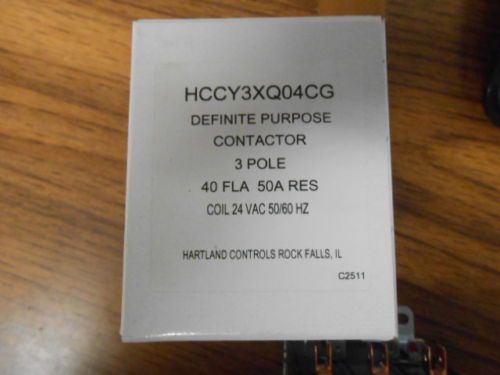 HCCY3XQ04CG
DEFINITE PURPOSE
CONTACTOR
3 POLE
40 FLA 50A RES
COIL 24 VAC 50/60 HZ
HARTLAND CONTROLS ROCK FALLS, IL
C2511